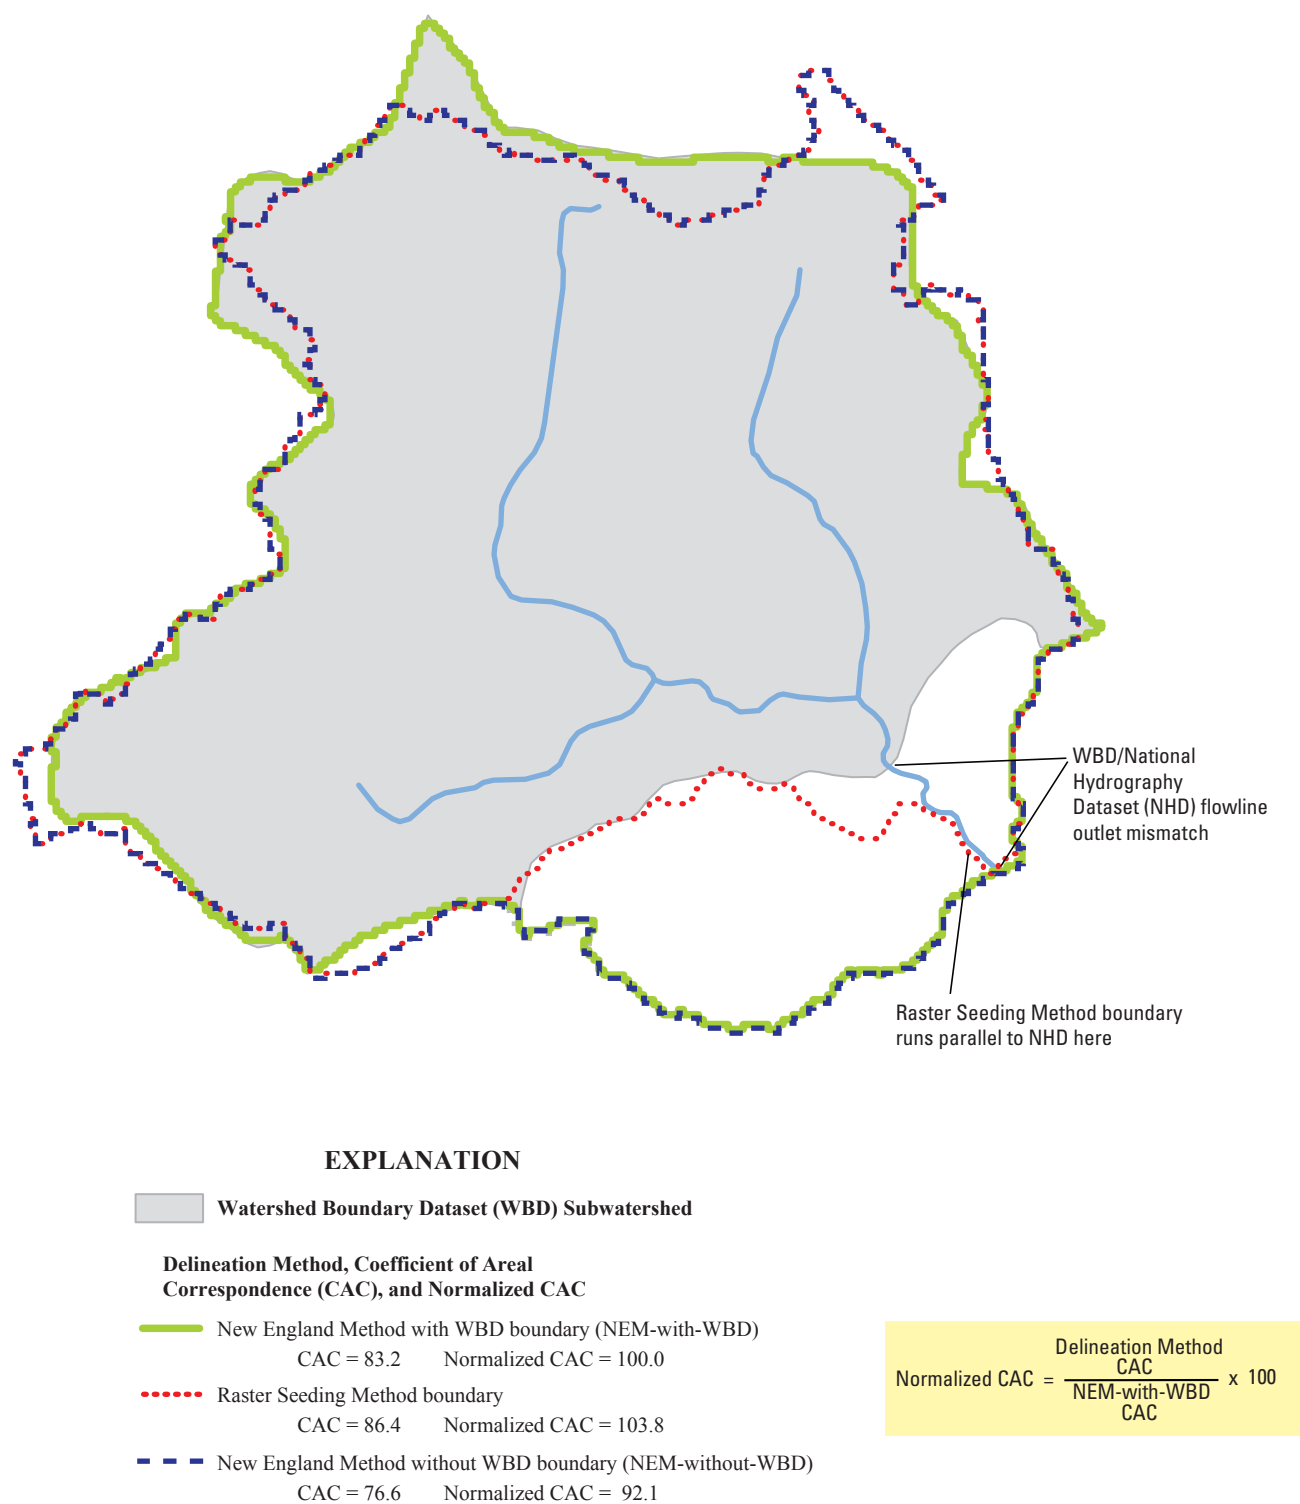 WBD/National
Hydrography
Dataset (NHD) flowline
outlet mismatch
Raster Seeding Method boundary
runs parallel to NHD here
EXPLANATION
Watershed Boundary Dataset (WBD) Subwatershed
Delineation Method, Coefficient of Areal
Correspondence (CAC), and Normalized CAC
New England Method with WBD boundary (NEM-with-WBD)
CAC = 83.2 Normalized CAC = 100.0
Raster Seeding Method boundary
CAC = 86.4 Normalized CAC = 103.8
New England Method without WBD boundary (NEM-without-WBD)
CAC = 76.6 Normalized CAC = 92.1
Delineation Method
CAC
Normalized CAC = x 100
NEM-with-WBD
CAC